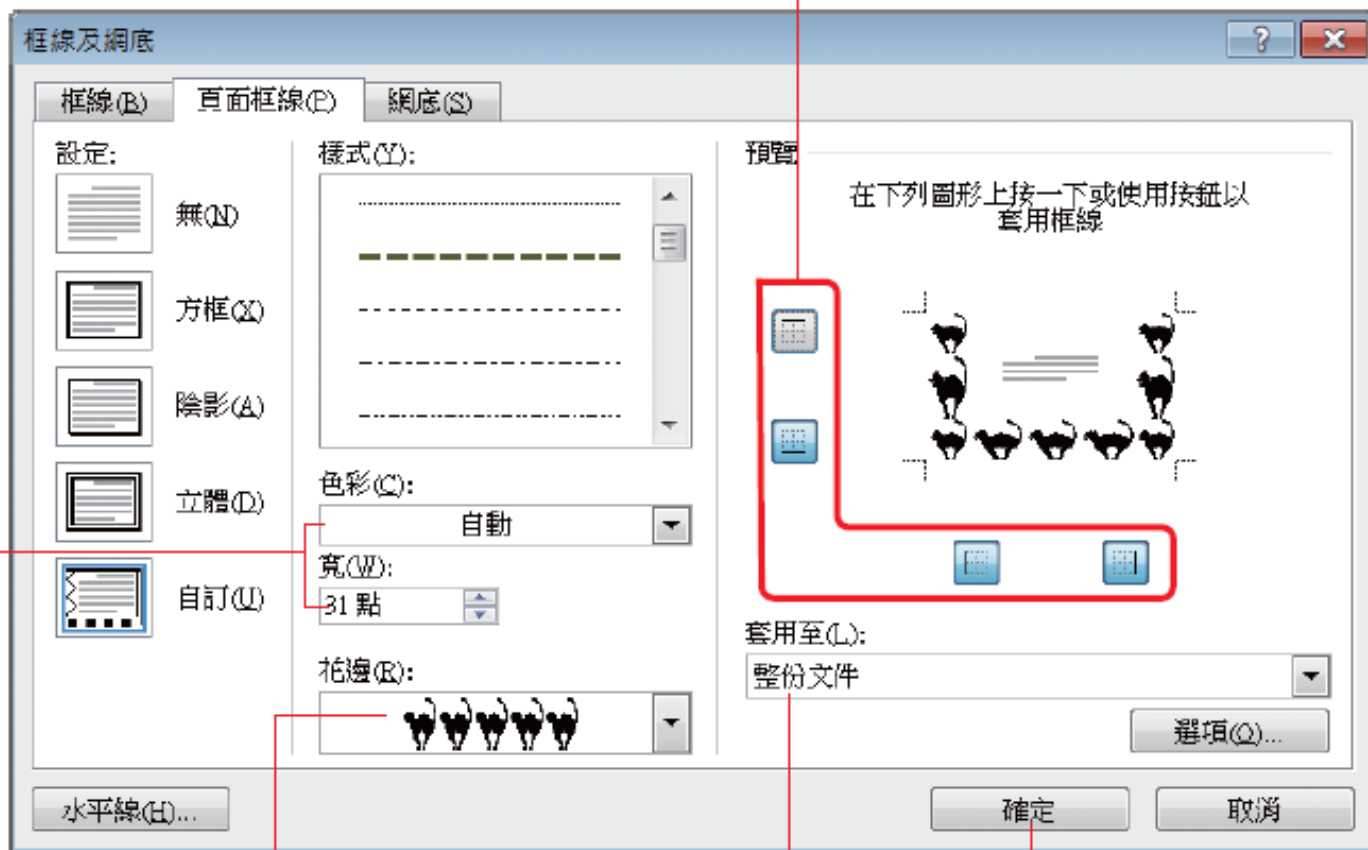 框線及網底
框線(B) 頁面框線(P) 網底(S)
設定:
無(N)
方框(X)
陰影(A)
立體(D)
自訂(U)
樣式(Y):
色彩(C):
自動
寬(W):
31 點
花邊(R):
預覽
在下列圖形上按一下或使用按鈕以
套用框線
套用至(L):
整份文件
選項(O)...
水平線(H)...
確定
取消